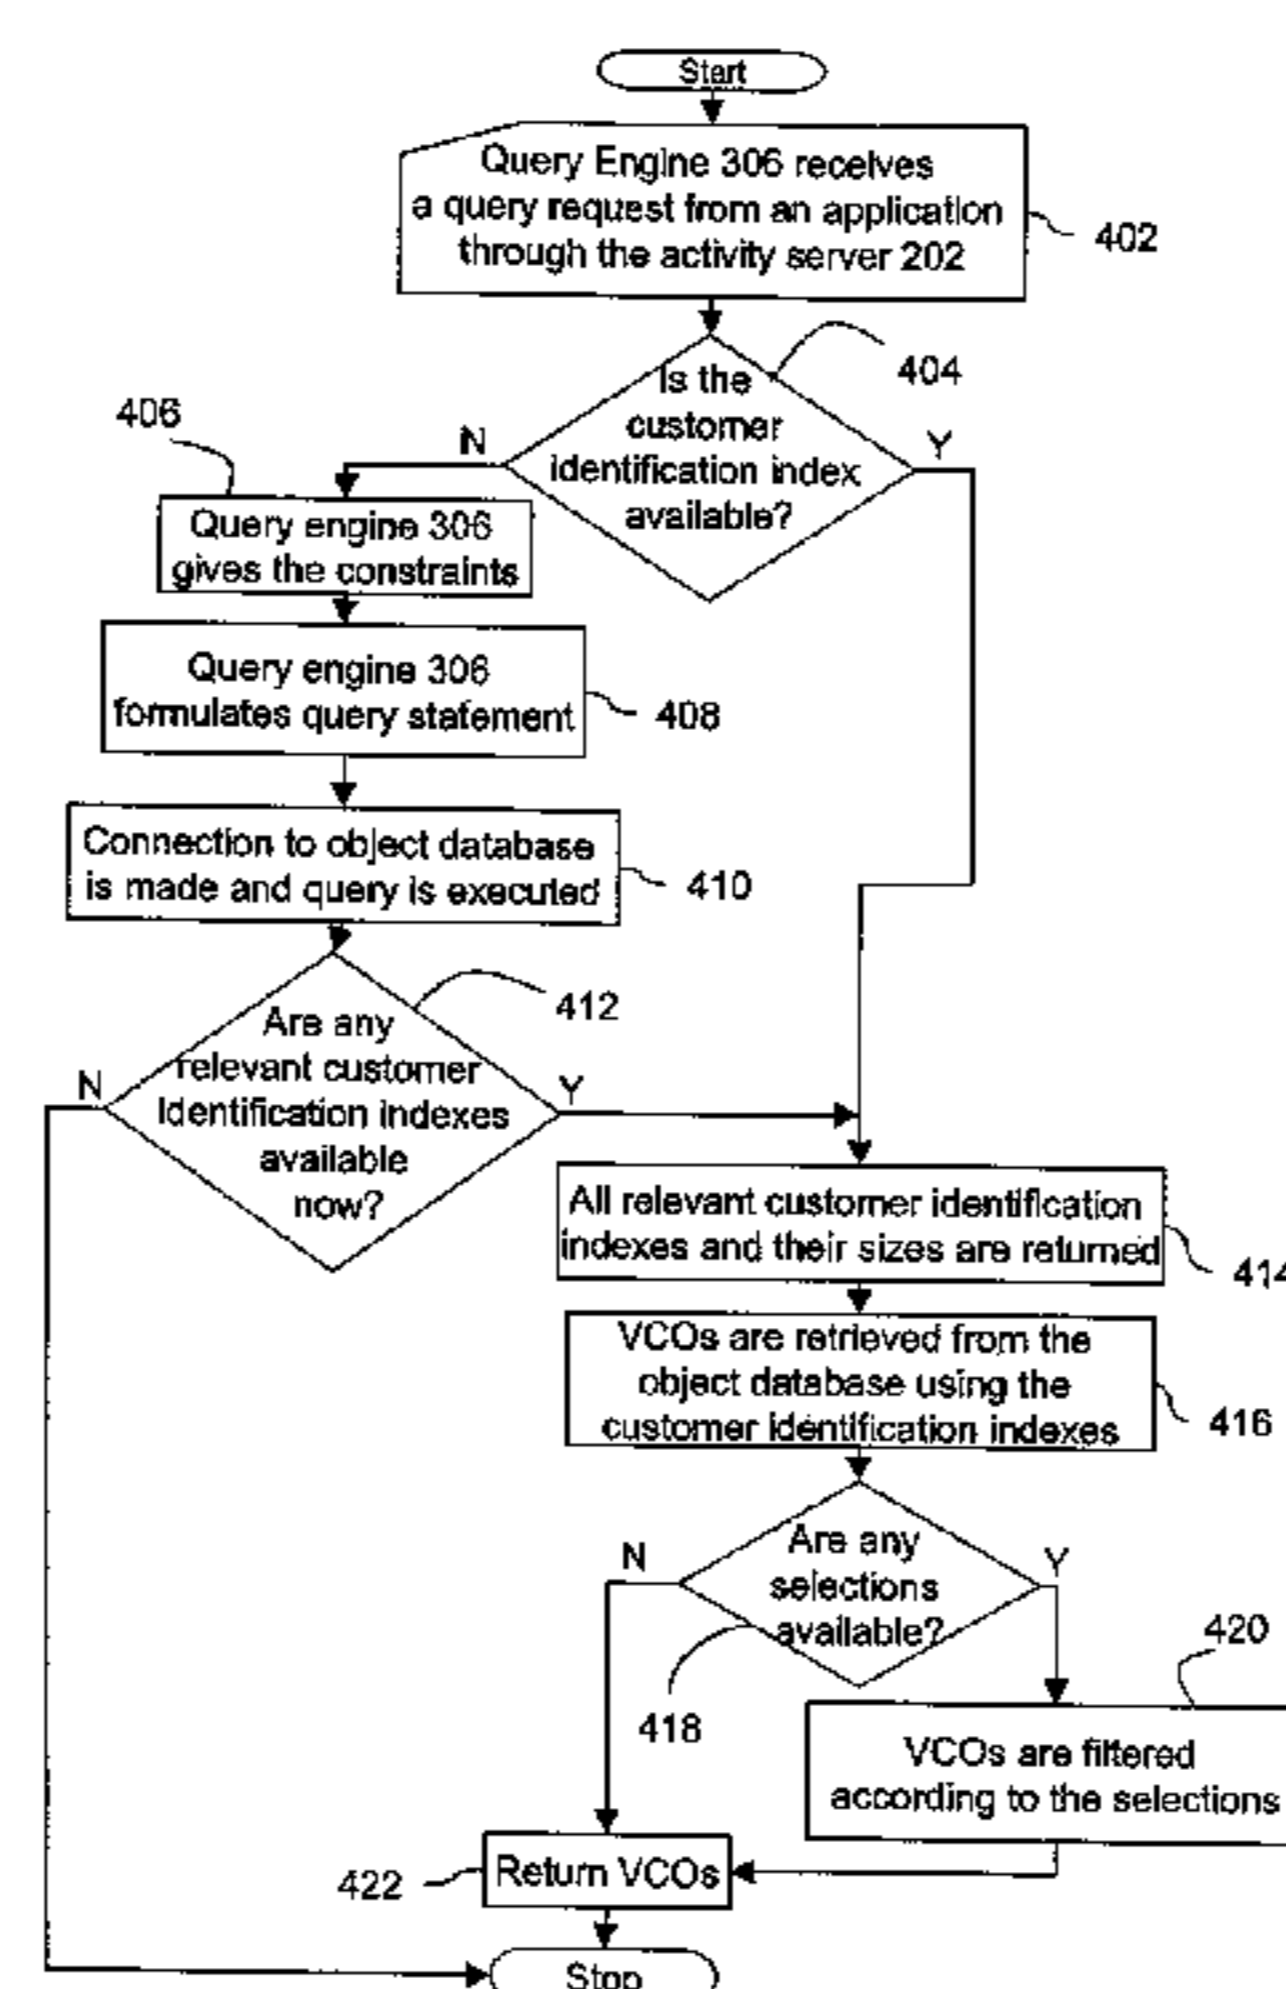 Start
Query Engine 306 receives
a query request from an application
through the activity server 202
402
Is the
customer
identification index
available?
404
N
Y
406
Query engine 306
gives the constraints
Query engine 306
formulates query statement
408
Connection to object database
is made and query is executed
410
Are any
relevant customer
identification indexes
available
now?
412
N
Y
All relevant customer identification
indexes and their sizes are returned
414
VCOs are retrieved from the
object database using the
customer identification indexes
416
Are any
selections
available?
N
Y
418
420
VCOs are filtered
according to the selections
Return VCOs
422
Stop